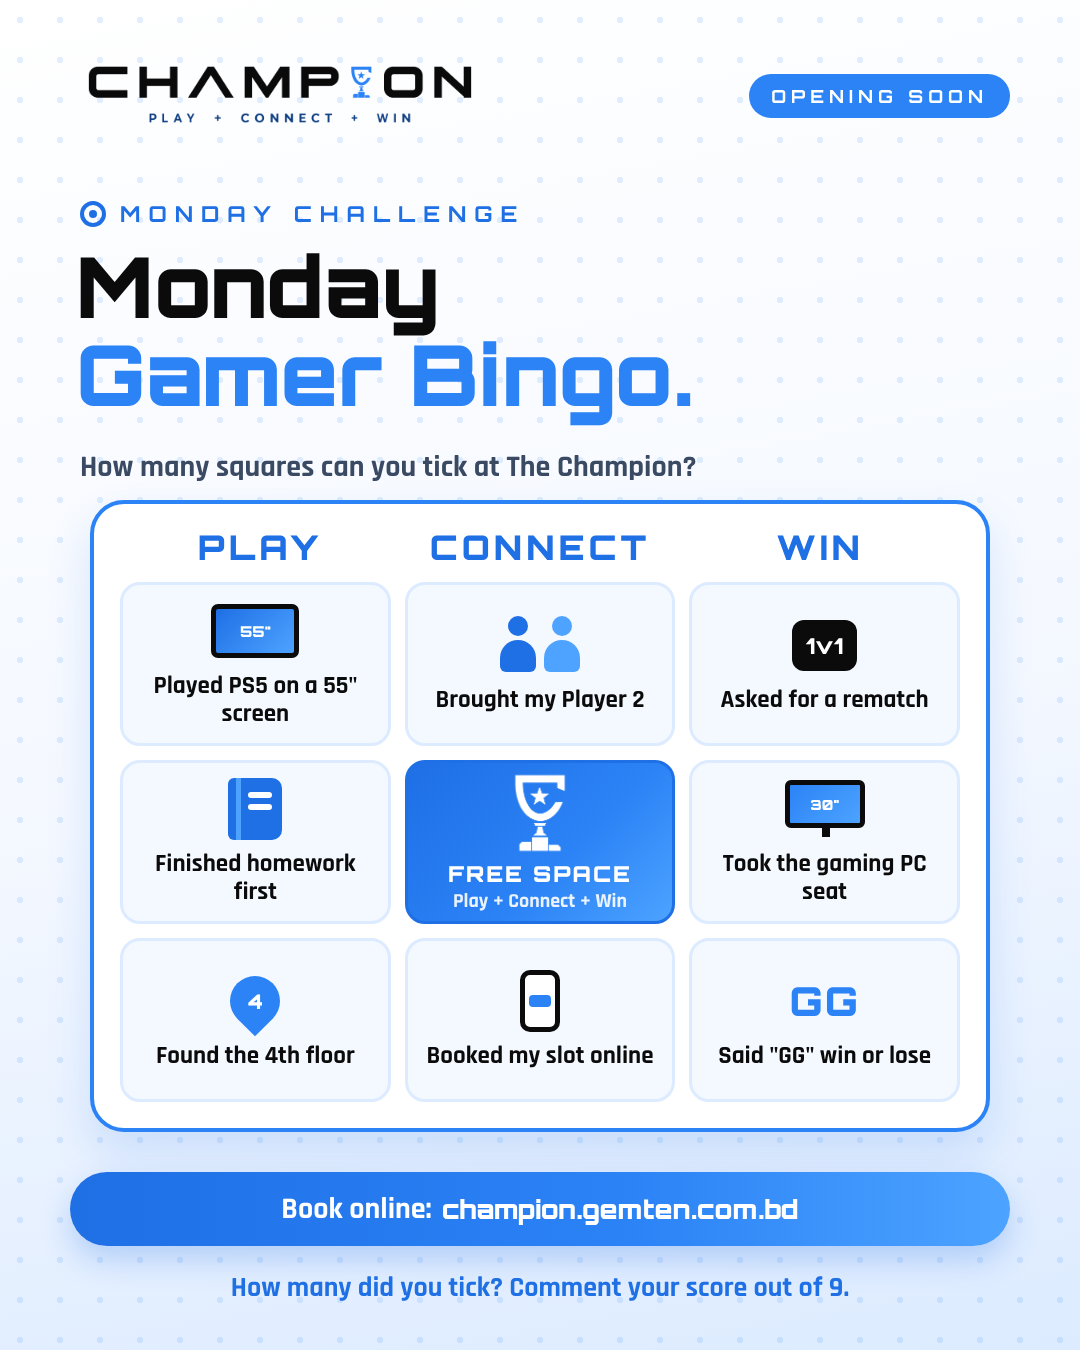 CHAMPION
PLAY + CONNECT + WIN
OPENING SOON
MONDAY CHALLENGE
Monday
Gamer Bingo.
How many squares can you tick at The Champion?
PLAY
CONNECT
WIN
55"
Played PS5 on a 55"
screen
Brought my Player 2
1v1
Asked for a rematch
Finished homework
first
FREE SPACE
Play + Connect + Win
30"
Took the gaming PC
seat
4
Found the 4th floor
Booked my slot online
GG
Said "GG" win or lose
Book online: champion.gemten.com.bd
How many did you tick? Comment your score out of 9.